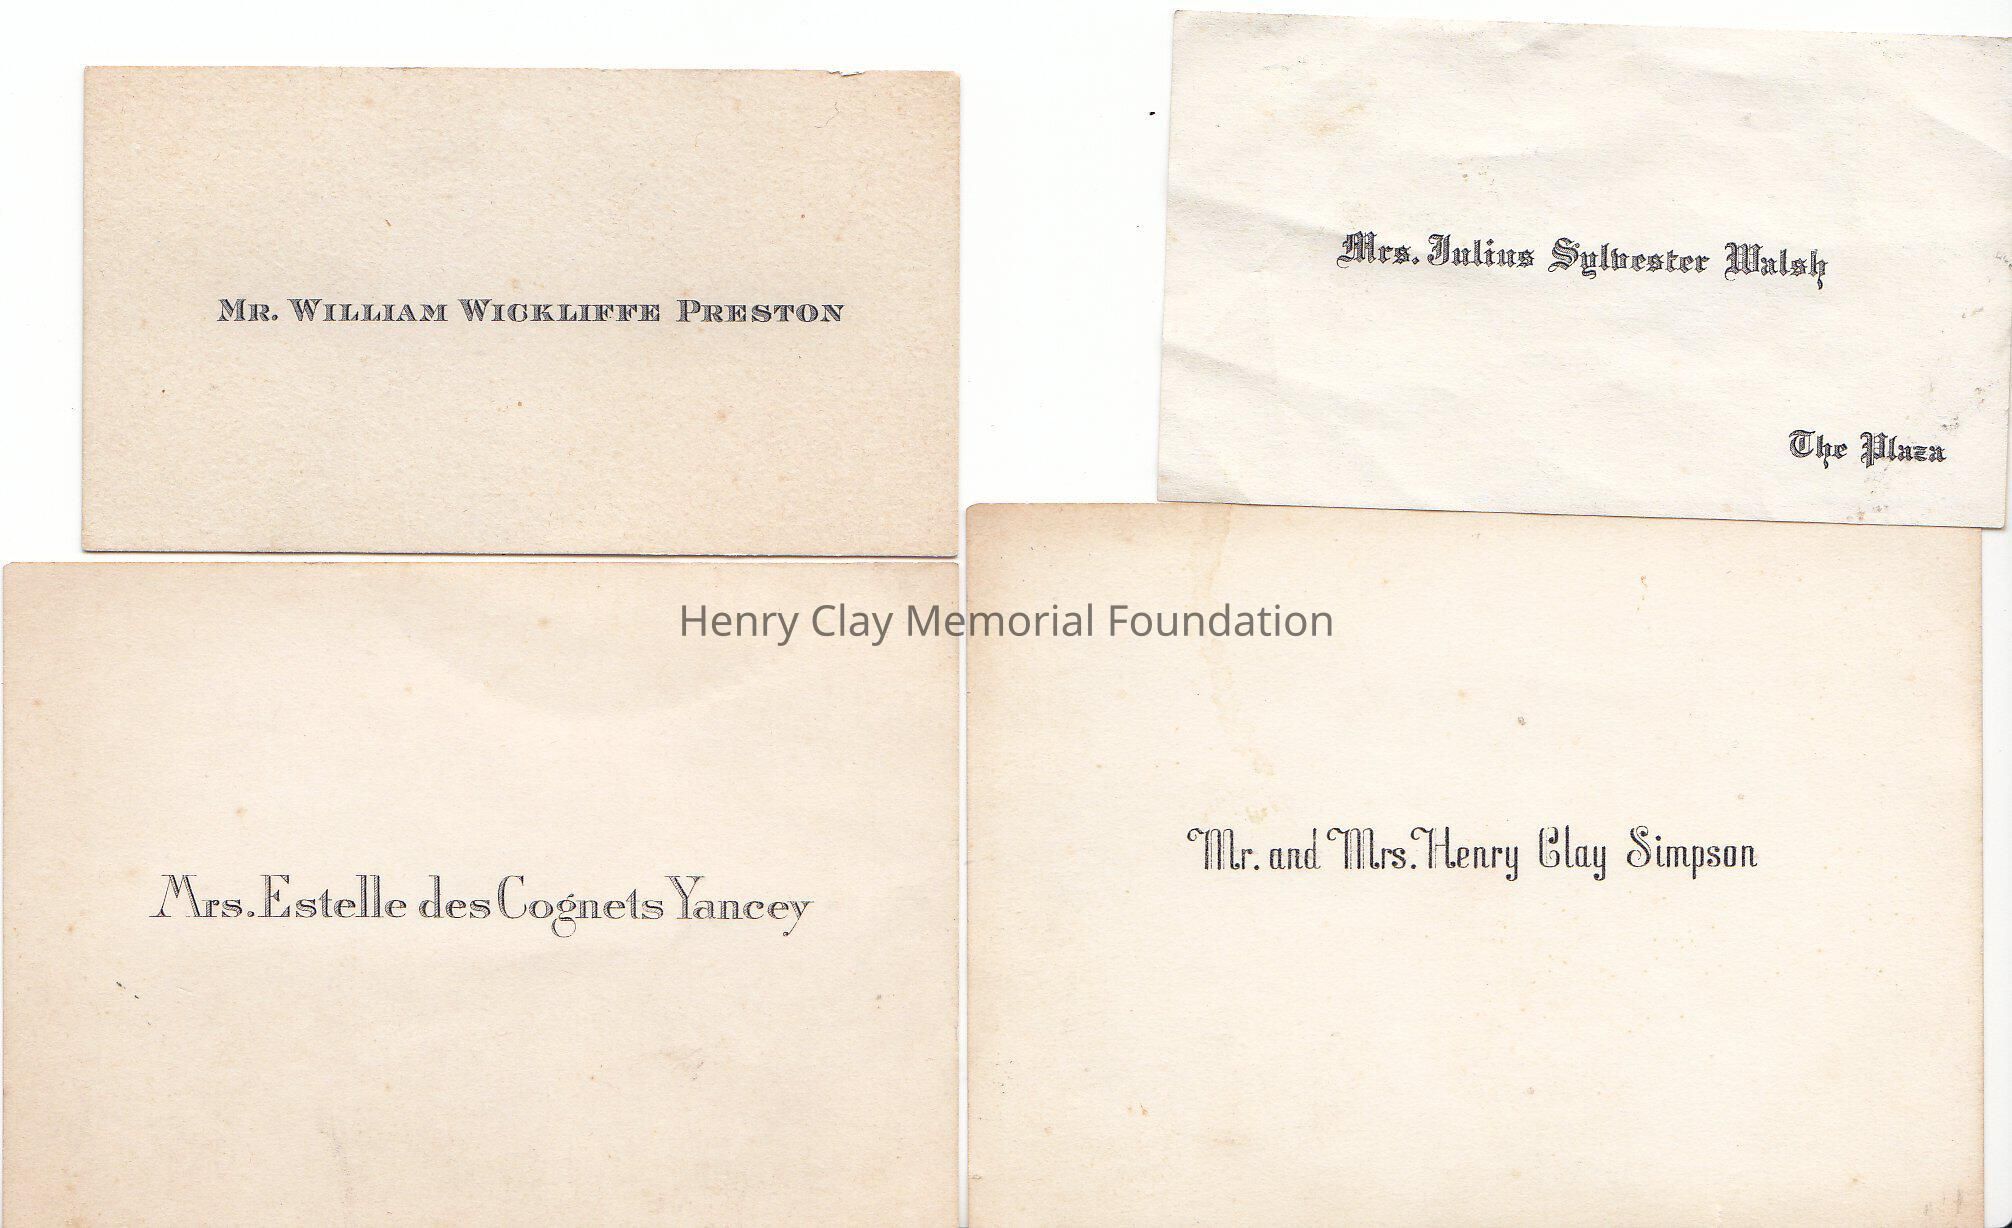 Mr. William Wickliffe Preston
Mrs. Julius Sylvester Walsh
The Plaza
Henry Clay Memorial Foundation
Mrs. Estelle des Cognets Yancey
Mr. and Mrs. Henry Clay Simpson